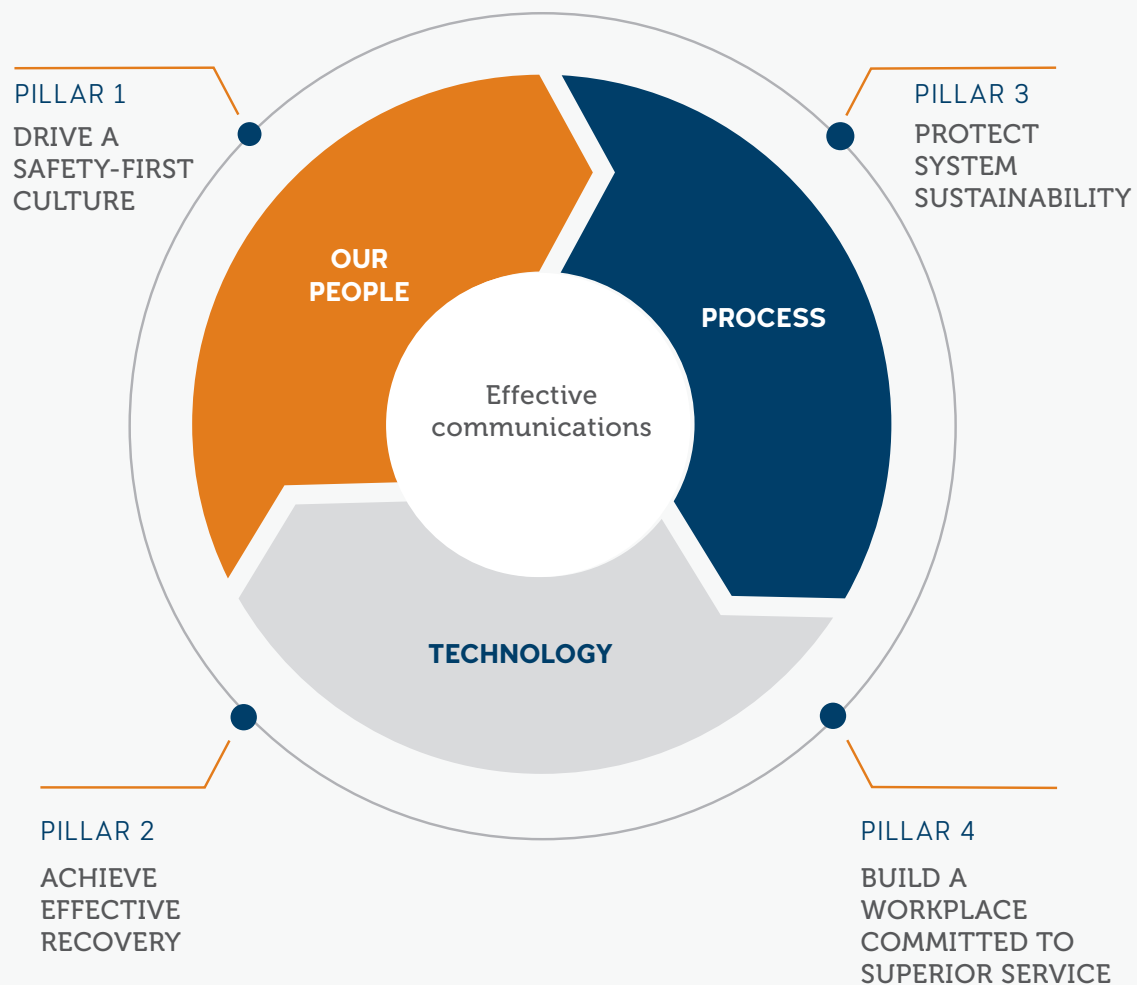 PILLAR 1
DRIVE A
SAFETY-FIRST
CULTURE
PILLAR 3
PROTECT
SYSTEM
SUSTAINABILITY
OUR
PEOPLE
PROCESS
Effective
communications
TECHNOLOGY
PILLAR 2
ACHIEVE
EFFECTIVE
RECOVERY
PILLAR 4
BUILD A
WORKPLACE
COMMITTED TO
SUPERIOR SERVICE